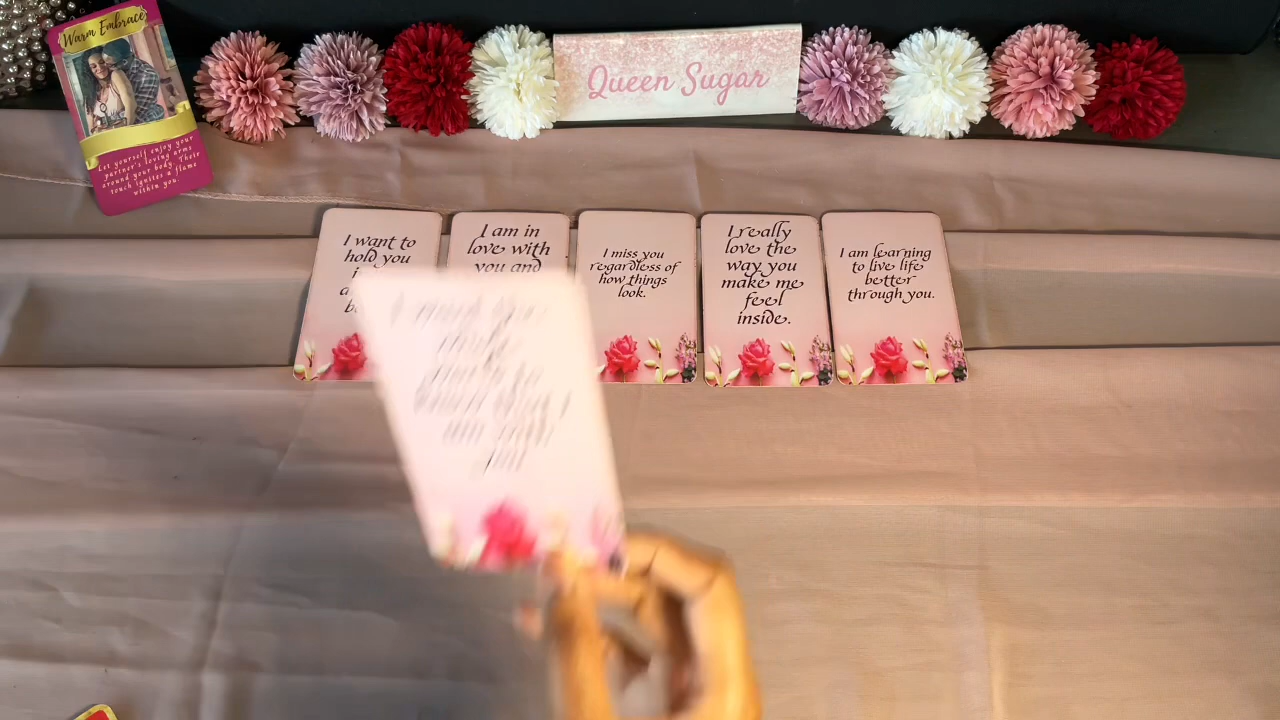 Warm Embrace
Let yourself enjoy your
partner's loving arms
around your body. Their
touch ignites a flame
within you.
Queen Sugar
I want to
hold you
I am in
love with
you and
I miss you
regardless of
how things
look.
I really
love the
way you
make me
feel
inside.
I am learning
to live life
better
through you.